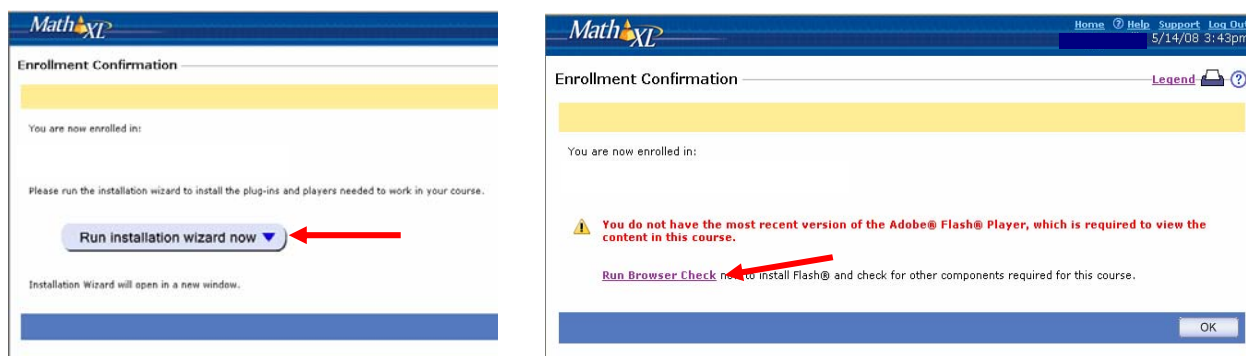 MathXL
Enrollment Confirmation
You are now enrolled in:
Please run the installation wizard to install the plug-ins and players needed to work in your course.
Run installation wizard now
Installation Wizard will open in a new window.
MathXL
Home ? Help Support Log Out
5/14/08 3:43pm
Enrollment Confirmation
Legend ?
You are now enrolled in:
You do not have the most recent version of the Adobe® Flash® Player, which is required to view the
content in this course.
Run Browser Check now to install Flash® and check for other components required for this course.
OK